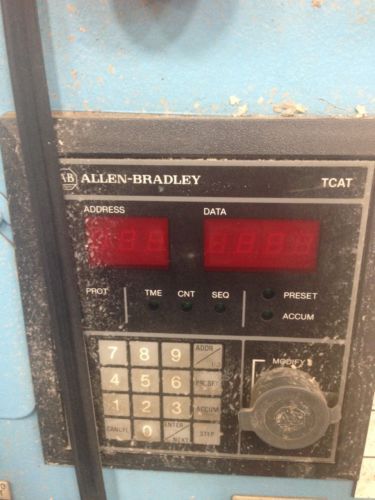 AB ALLEN-BRADLEY TCAT
ADDRESS DATA
PROT TME CNT SEQ PRESET
ACCUM
7 8 9 ADDR
MODIFY
4 5 6 PRESET
1 2 3 ACCUM
CANCEL 0 ENTER NEXT STEP